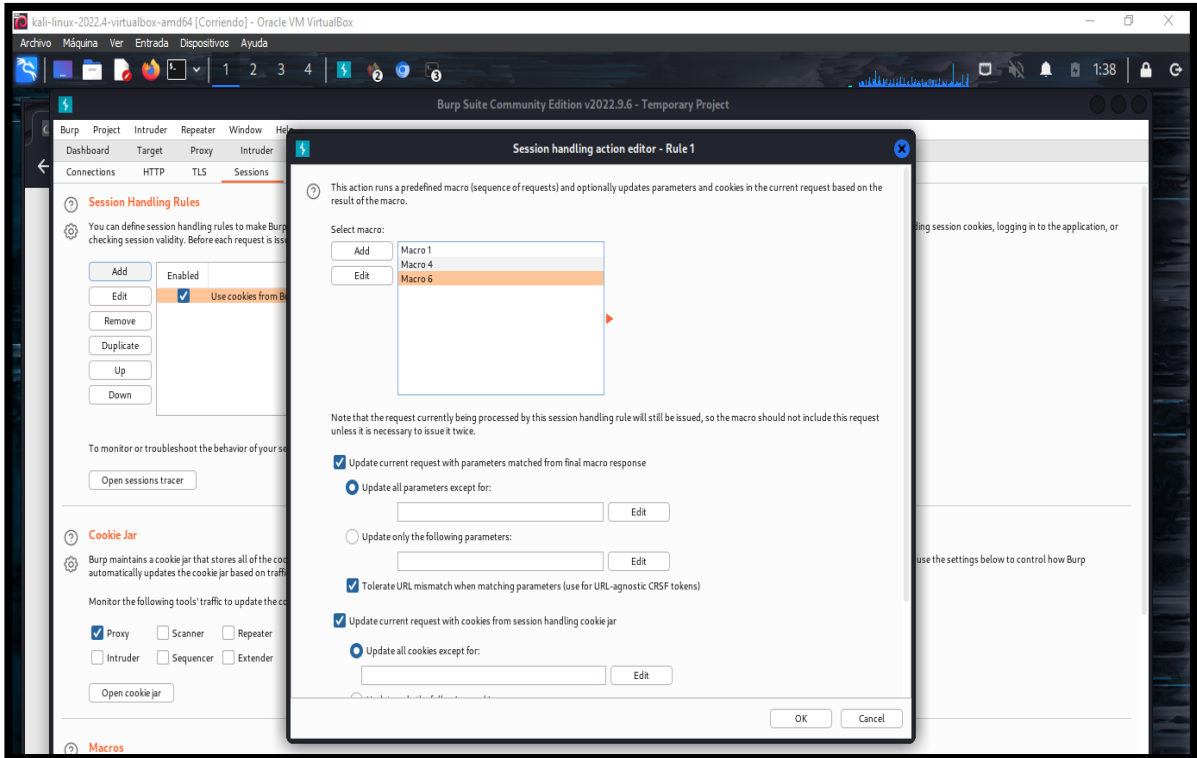 kali-linux-2022.4-virtualbox-amd64 [Corriendo] - Oracle VM VirtualBox
Archivo Máquina Ver Entrada Dispositivos Ayuda
1 2 3 4 1:38
Burp Suite Community Edition v2022.9.6 - Temporary Project
Burp Project Intruder Repeater Window Help
Dashboard Target Proxy Intruder
Connections HTTP TLS Sessions
Session Handling Rules
You can define session handling rules to make Burp
ding session cookies, logging in to the application, or
checking session validity. Before each request is iss
Add
Enabled
Edit
Use cookies from B
Remove
Duplicate
Up
Down
To monitor or troubleshoot the behavior of your se
Open sessions tracer
Cookie Jar
Burp maintains a cookie jar that stores all of the coo
use the settings below to control how Burp
automatically updates the cookie jar based on traffi
Monitor the following tools' traffic to update the co
Proxy Scanner Repeater
Intruder Sequencer Extender
Open cookie jar
Macros
Session handling action editor - Rule 1
This action runs a predefined macro (sequence of requests) and optionally updates parameters and cookies in the current request based on the
result of the macro.
Select macro:
Add
Edit
Macro 1
Macro 4
Macro 6
Note that the request currently being processed by this session handling rule will still be issued, so the macro should not include this request
unless it is necessary to issue it twice.
Update current request with parameters matched from final macro response
Update all parameters except for:
Edit
Update only the following parameters:
Edit
Tolerate URL mismatch when matching parameters (use for URL-agnostic CRSF tokens)
Update current request with cookies from session handling cookie jar
Update all cookies except for:
Edit
OK Cancel